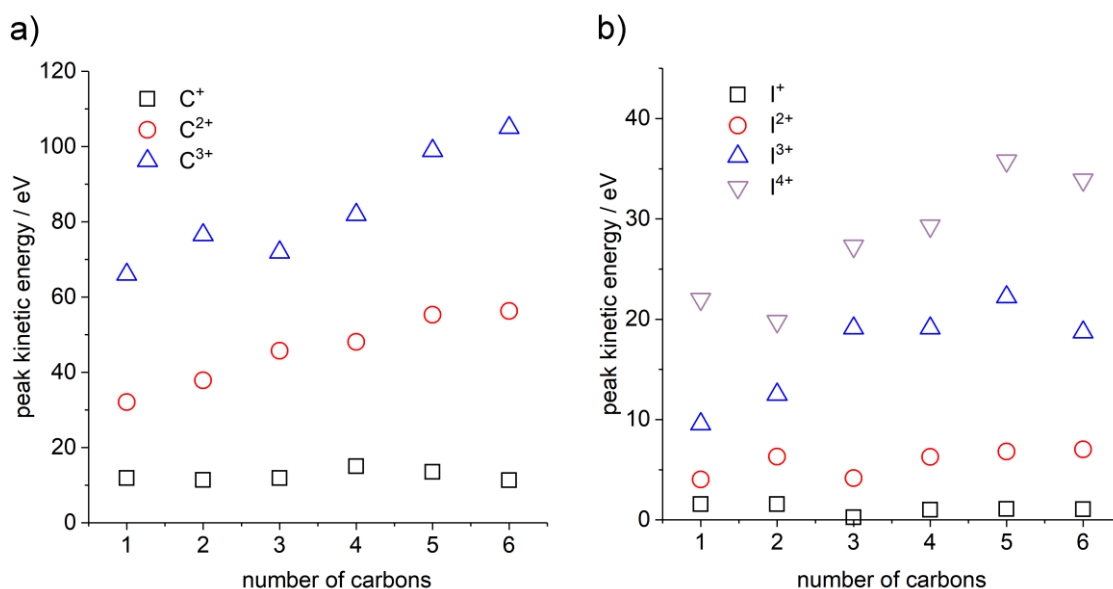 a)
peak kinetic energy / eV
120
100
80
60
40
20
0
C⁺
C²⁺
C³⁺
1 2 3 4 5 6
number of carbons
b)
peak kinetic energy / eV
40
30
20
10
0
I⁺
I²⁺
I³⁺
I⁴⁺
1 2 3 4 5 6
number of carbons